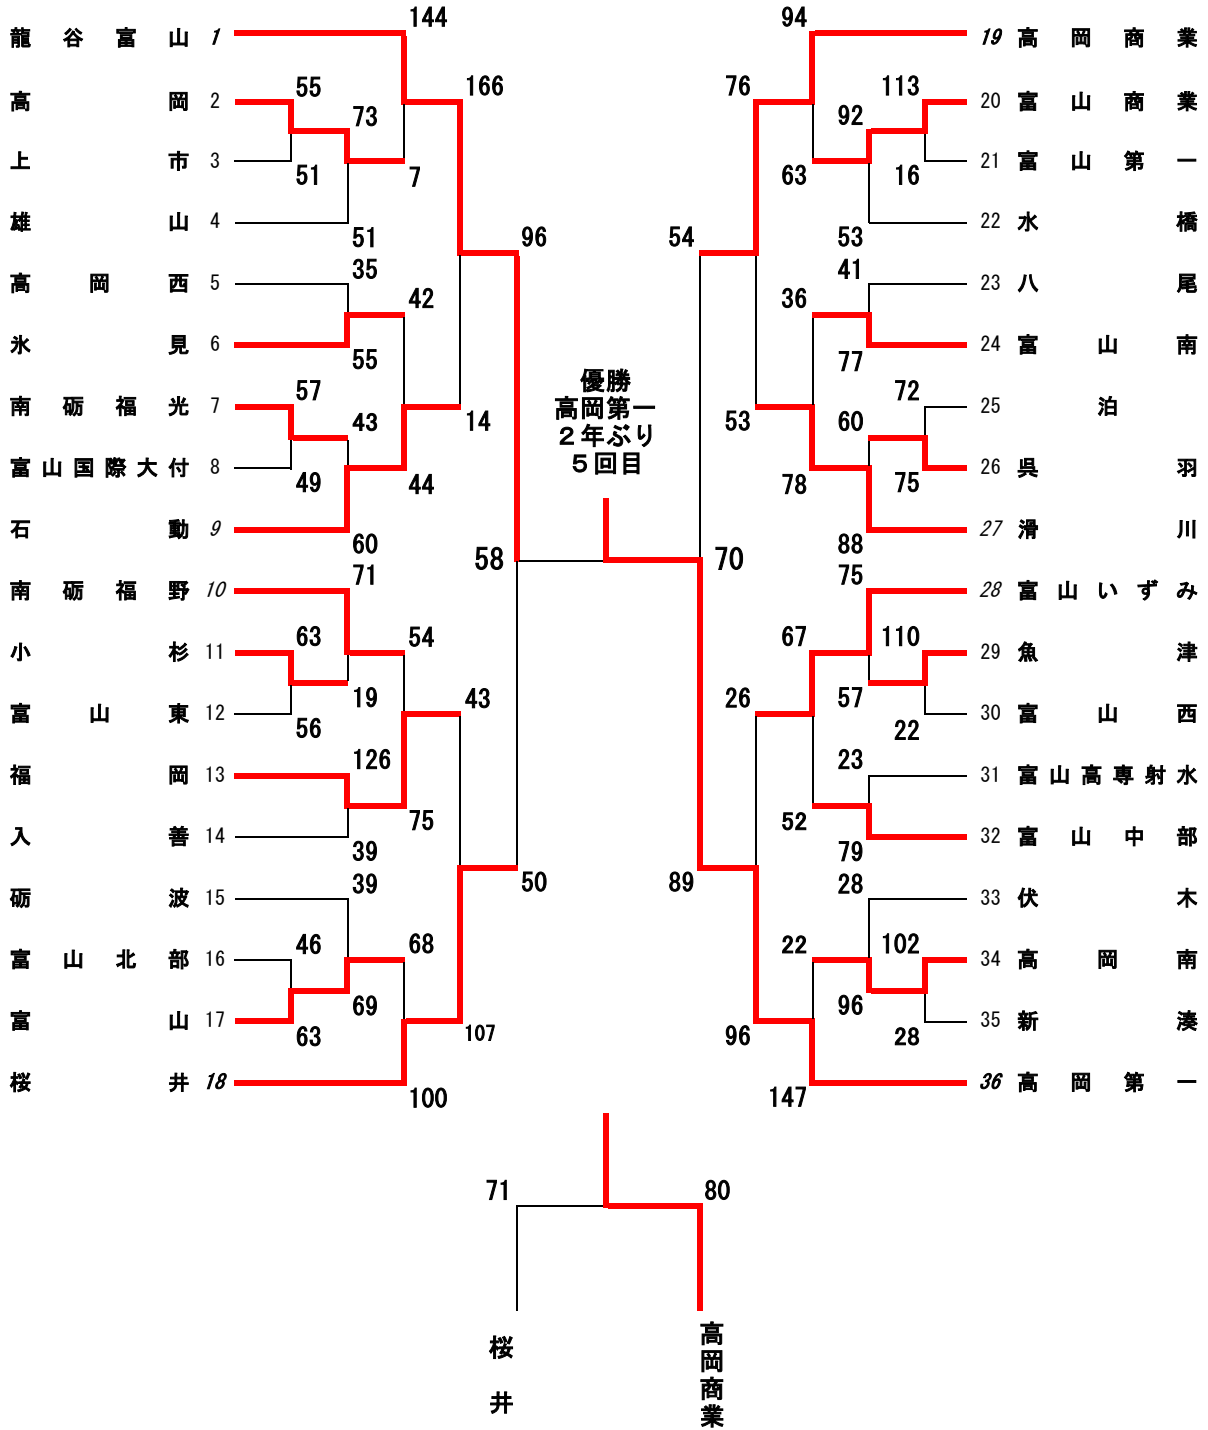 144
94
龍谷富山 1
19 高岡商業
166
76
113
55
高岡 2
20 富山商業
73
92
上市 3
21 富山第一
51
7
63
16
雄山 4
22 水橋
51
96
54
53
35
41
高岡西 5
23 八尾
42
36
氷見 6
24 富山南
55
77
優勝
57
72
南砺福光 7
25 泊
高岡第一
43
14
53
60
2年ぶり
富山国際大付 8
26 呉羽
5回目
49
44
78
75
石動 9
27 滑川
60
88
58
70
71
75
南砺福野 10
28 富山いずみ
63
54
67
110
小杉 11
29 魚津
19
43
26
57
富山東 12
30 富山西
56
22
126
23
福岡 13
31 富山高専射水
75
52
入善 14
32 富山中部
39
79
39
50
89
28
砺波 15
33 伏木
46
68
22
102
富山北部 16
34 高岡南
69
96
富山 17
35 新湊
63
107
96
28
桜井 18
36 高岡第一
100
147
71
80
桜井
高岡商業